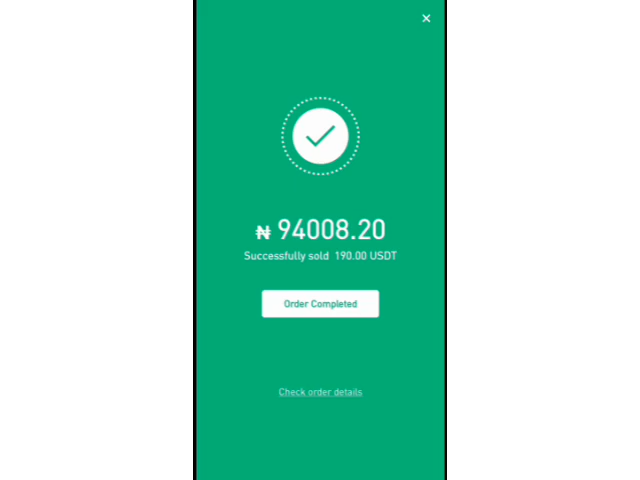 ₦ 94008.20
Successfully sold 190.00 USDT
Order Completed
Check order details